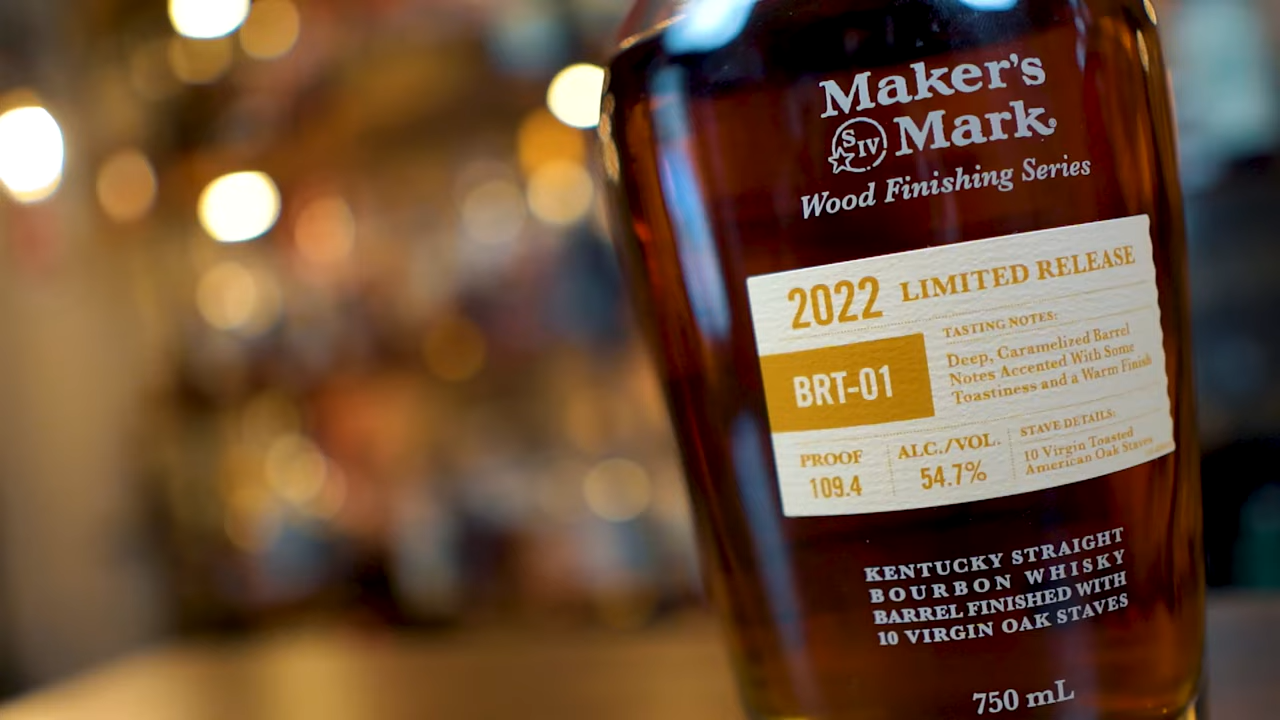 Maker's
SIV Mark®
Wood Finishing Series
2022 LIMITED RELEASE
BRT-01
TASTING NOTES:
Deep, Caramelized Barrel
Notes Accented With Some
Toastiness and a Warm Finish
PROOF
109.4
ALC./VOL.
54.7%
STAVE DETAILS:
10 Virgin Toasted
American Oak Staves
KENTUCKY STRAIGHT
BOURBON WHISKY
BARREL FINISHED WITH
10 VIRGIN OAK STAVES
750 mL